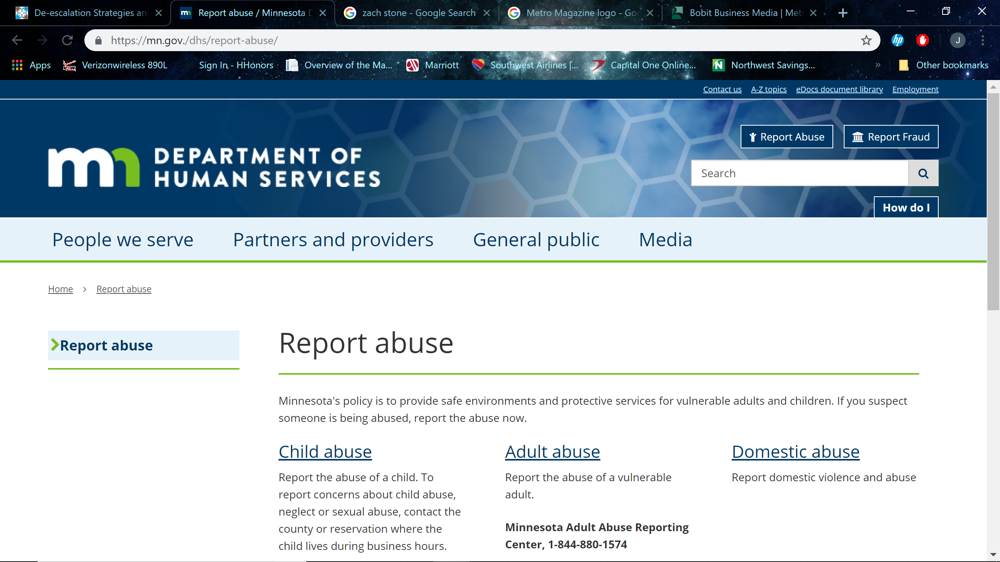 De-escalation Strategies an
Report abuse / Minnesota D
zach stone - Google Search
Metro Magazine logo - Goo
Bobit Business Media | Met
https://mn.gov./dhs/report-abuse/
J
Apps
Verizonwireless 890L
Sign In - HHonors
Overview of the Ma...
Marriott
Southwest Airlines |...
Capital One Online...
Northwest Savings...
»
Other bookmarks
Contact us
A-Z topics
eDocs document library
Employment
mn DEPARTMENT OF
HUMAN SERVICES
Report Abuse
Report Fraud
Search
How do I
People we serve
Partners and providers
General public
Media
Home
Report abuse
Report abuse
Report abuse
Minnesota's policy is to provide safe environments and protective services for vulnerable adults and children. If you suspect
someone is being abused, report the abuse now.
Child abuse
Report the abuse of a child. To
report concerns about child abuse,
neglect or sexual abuse, contact the
county or reservation where the
child lives during business hours.
Adult abuse
Report the abuse of a vulnerable
adult.
Minnesota Adult Abuse Reporting
Center, 1-844-880-1574
Domestic abuse
Report domestic violence and abuse